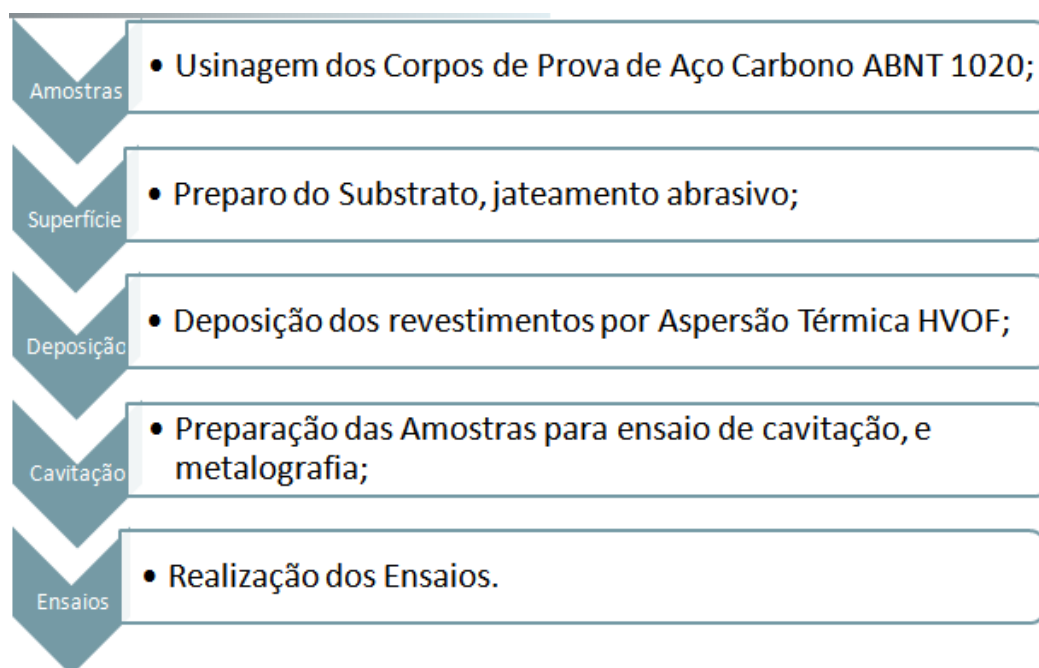 Amostras
• Usinagem dos Corpos de Prova de Aço Carbono ABNT 1020;
Superfície
• Preparo do Substrato, jateamento abrasivo;
Deposição
• Deposição dos revestimentos por Aspersão Térmica HVOF;
Cavitação
• Preparação das Amostras para ensaio de cavitação, e
metalografia;
Ensaios
• Realização dos Ensaios.